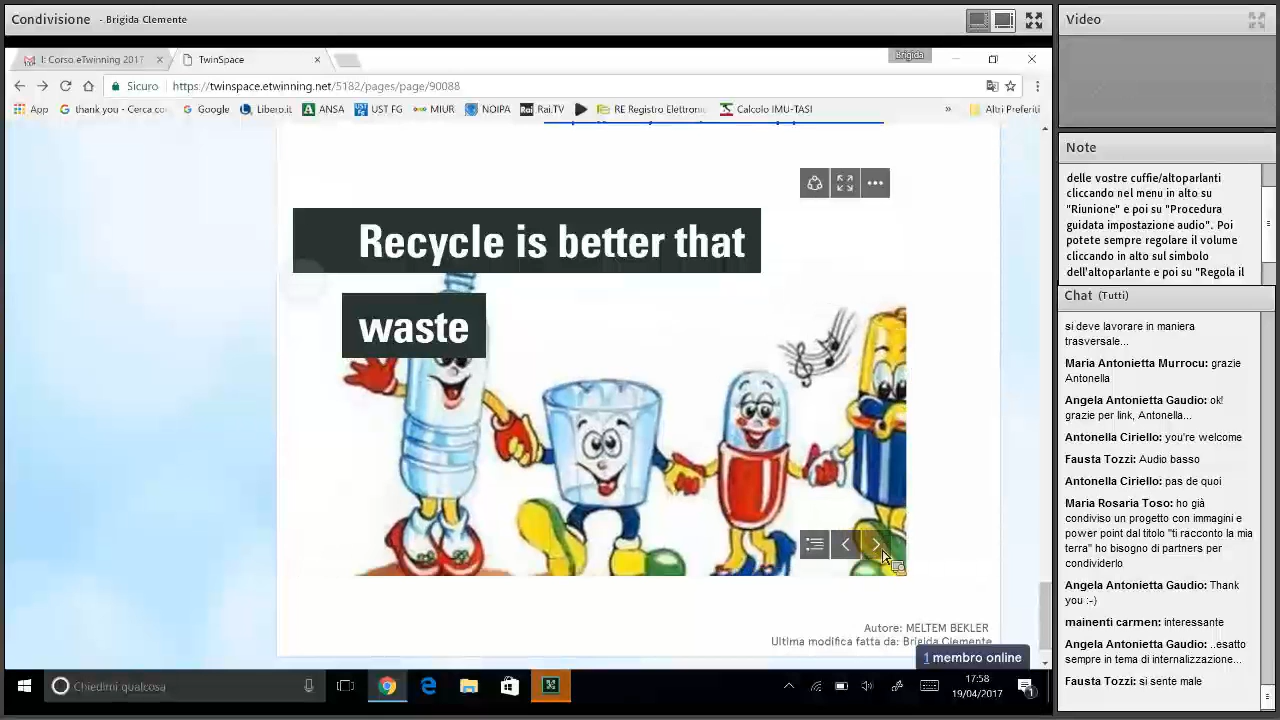 Condivisione - Brigida Clemente
Video
I: Corso eTwinning 2017
TwinSpace
Brigida
Sicuro
https://twinspace.etwinning.net/5182/pages/page/90088
App
thank you - Cerca co
Google
Libero.it
ANSA
UST FG
MIUR
NOIPA
Rai.TV
RE Registro Elettronic
Calcolo IMU-TASI
»
Altri Preferiti
Recycle is better that
waste
Autore: MELTEM BEKLER
Ultima modifica fatta da: Brigida Clemente
1 membro online
Chiedimi qualcosa
17:58
19/04/2017
1
Note
delle vostre cuffie/altoparlanti
cliccando nel menu in alto su
"Riunione" e poi su "Procedura
guidata impostazione audio". Poi
potete sempre regolare il volume
cliccando in alto sul simbolo
dell'altoparlante e poi su "Regola il
Chat (Tutti)
si deve lavorare in maniera
trasversale...
Maria Antonietta Murrocu: grazie
Antonella
Angela Antonietta Gaudio: ok!
grazie per link, Antonella...
Antonella Ciriello: you're welcome
Fausta Tozzi: Audio basso
Antonella Ciriello: pas de quoi
Maria Rosaria Toso: ho già
condiviso un progetto con immagini e
power point dal titolo "ti racconto la mia
terra" ho bisogno di partners per
condividerlo
Angela Antonietta Gaudio: Thank
you :-)
mainenti carmen: interessante
Angela Antonietta Gaudio: ..esatto
sempre in tema di internalizzazione...
Fausta Tozzi: si sente male